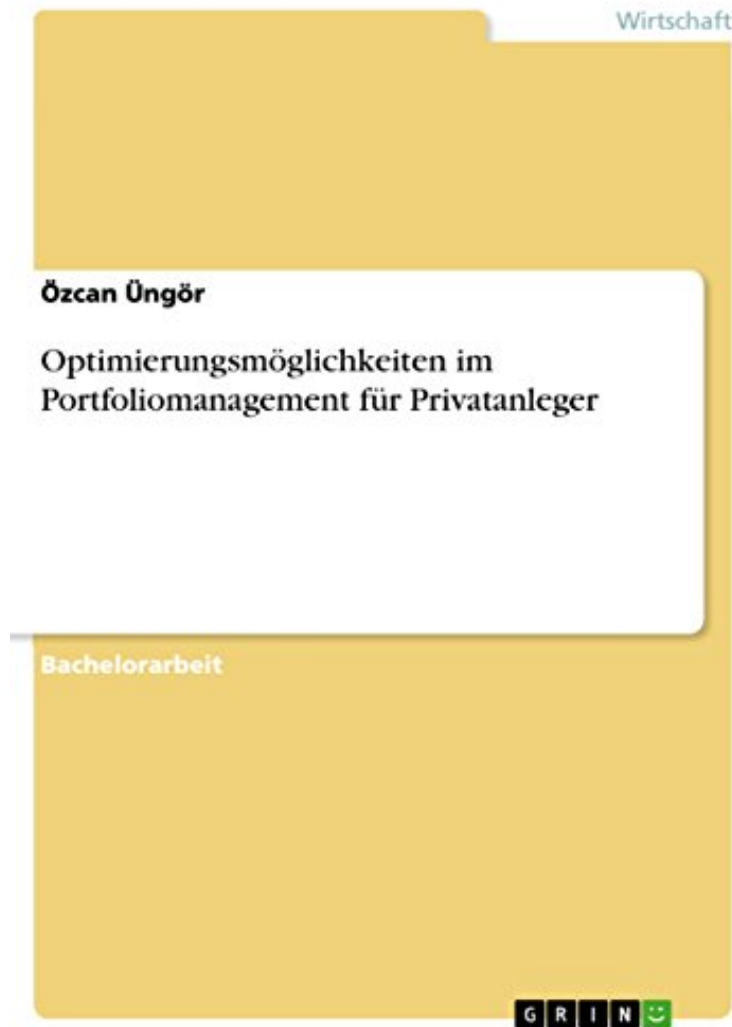 Wirtschaft
Özcan Üngör
Optimierungsmöglichkeiten im
Portfoliomanagement für Privatanleger
Bachelorarbeit
GRIN